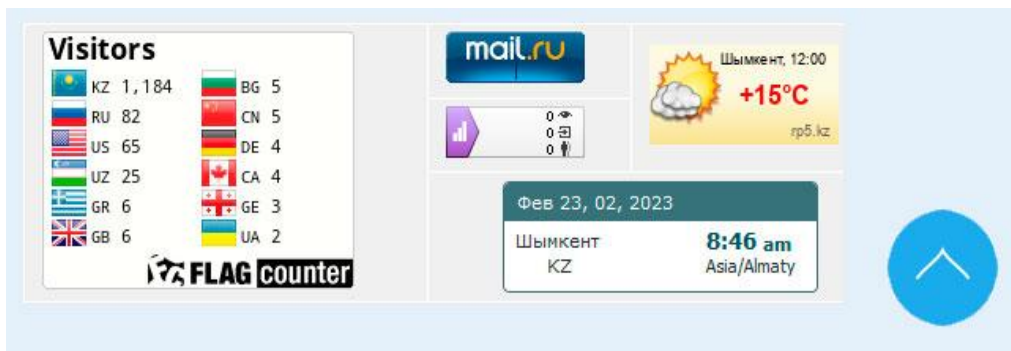 Visitors
KZ 1,184 BG 5
RU 82 CN 5
US 65 DE 4
UZ 25 CA 4
GR 6 GE 3
GB 6 UA 2
FLAG counter
mail.ru
0
0
0
Шымкент, 12:00
+15°C
rp5.kz
Фев 23, 02, 2023
Шымкент 8:46 am
KZ Asia/Almaty